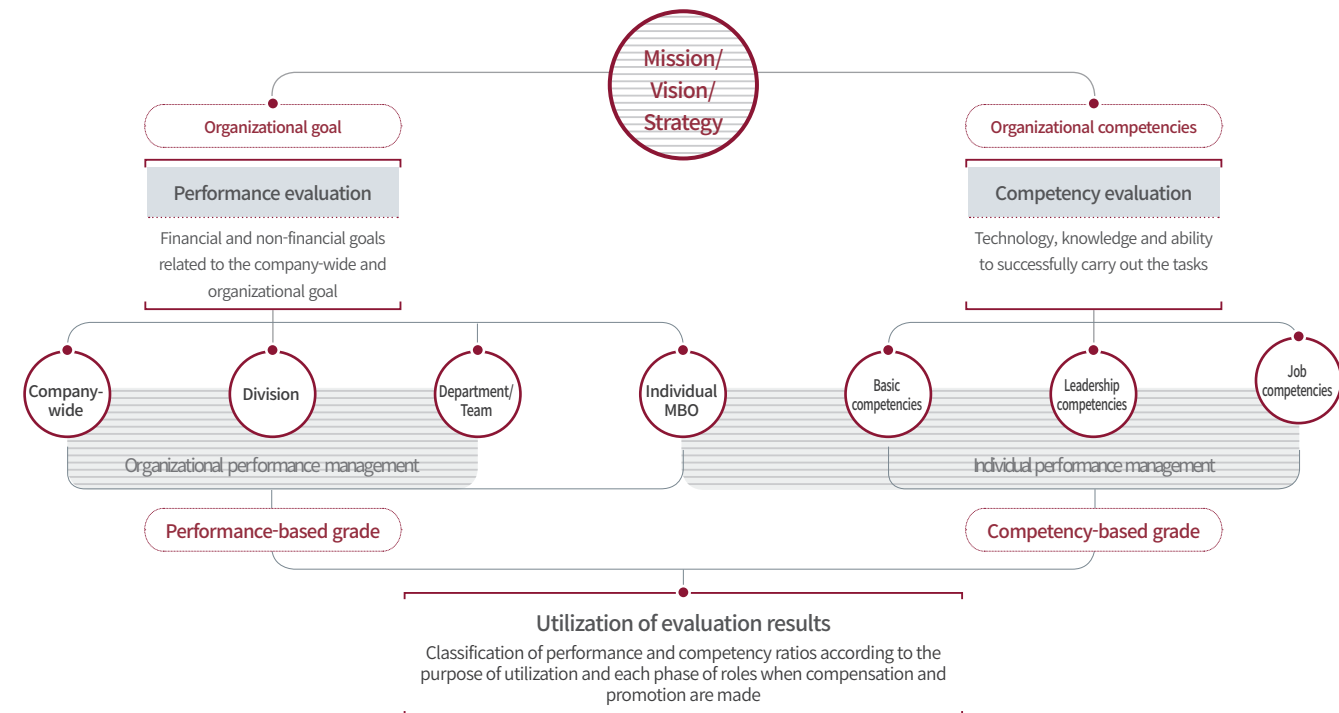 Mission/
Vision/
Strategy
Organizational goal
Organizational competencies
Performance evaluation
Financial and non-financial goals
related to the company-wide and
organizational goal
Competency evaluation
Technology, knowledge and ability
to successfully carry out the tasks
Company-
wide
Division
Department/
Team
Individual
MBO
Basic
competencies
Leadership
competencies
Job
competencies
Organizational performance management
Individual performance management
Performance-based grade
Competency-based grade
Utilization of evaluation results
Classification of performance and competency ratios according to the
purpose of utilization and each phase of roles when compensation and
promotion are made